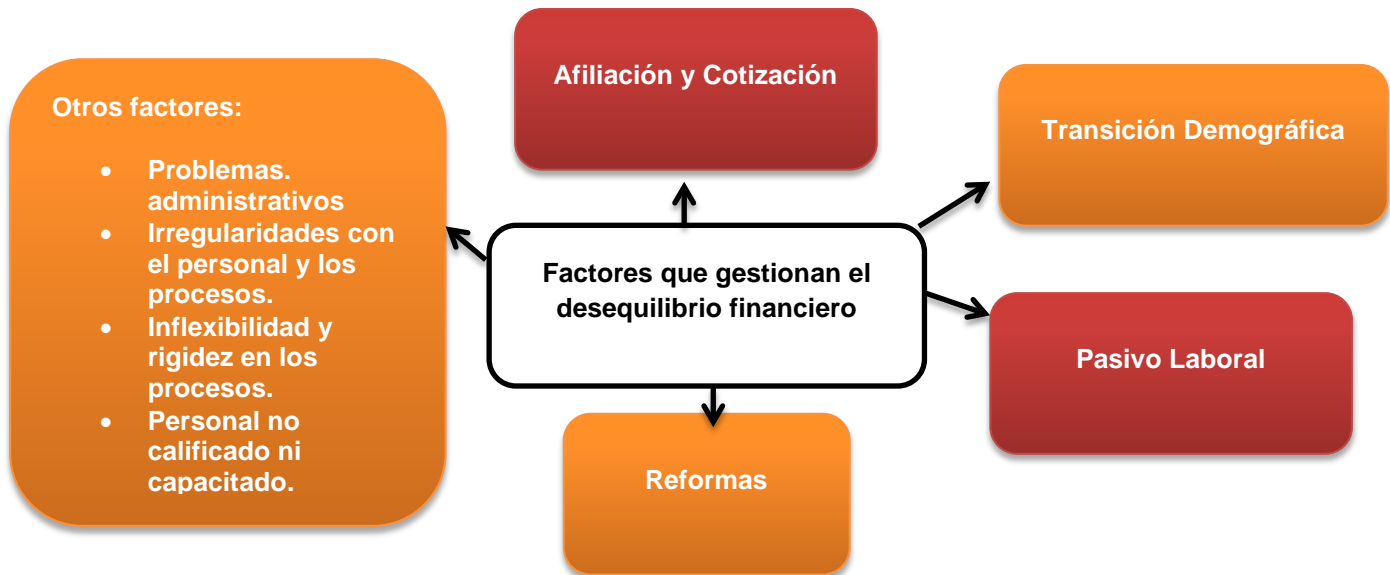 Afiliación y Cotización
Otros factores:
• Problemas.
administrativos
• Irregularidades con
el personal y los
procesos.
• Inflexibilidad y
rigidez en los
procesos.
• Personal no
calificado ni
capacitado.
Transición Demográfica
Factores que gestionan el
desequilibrio financiero
Pasivo Laboral
Reformas